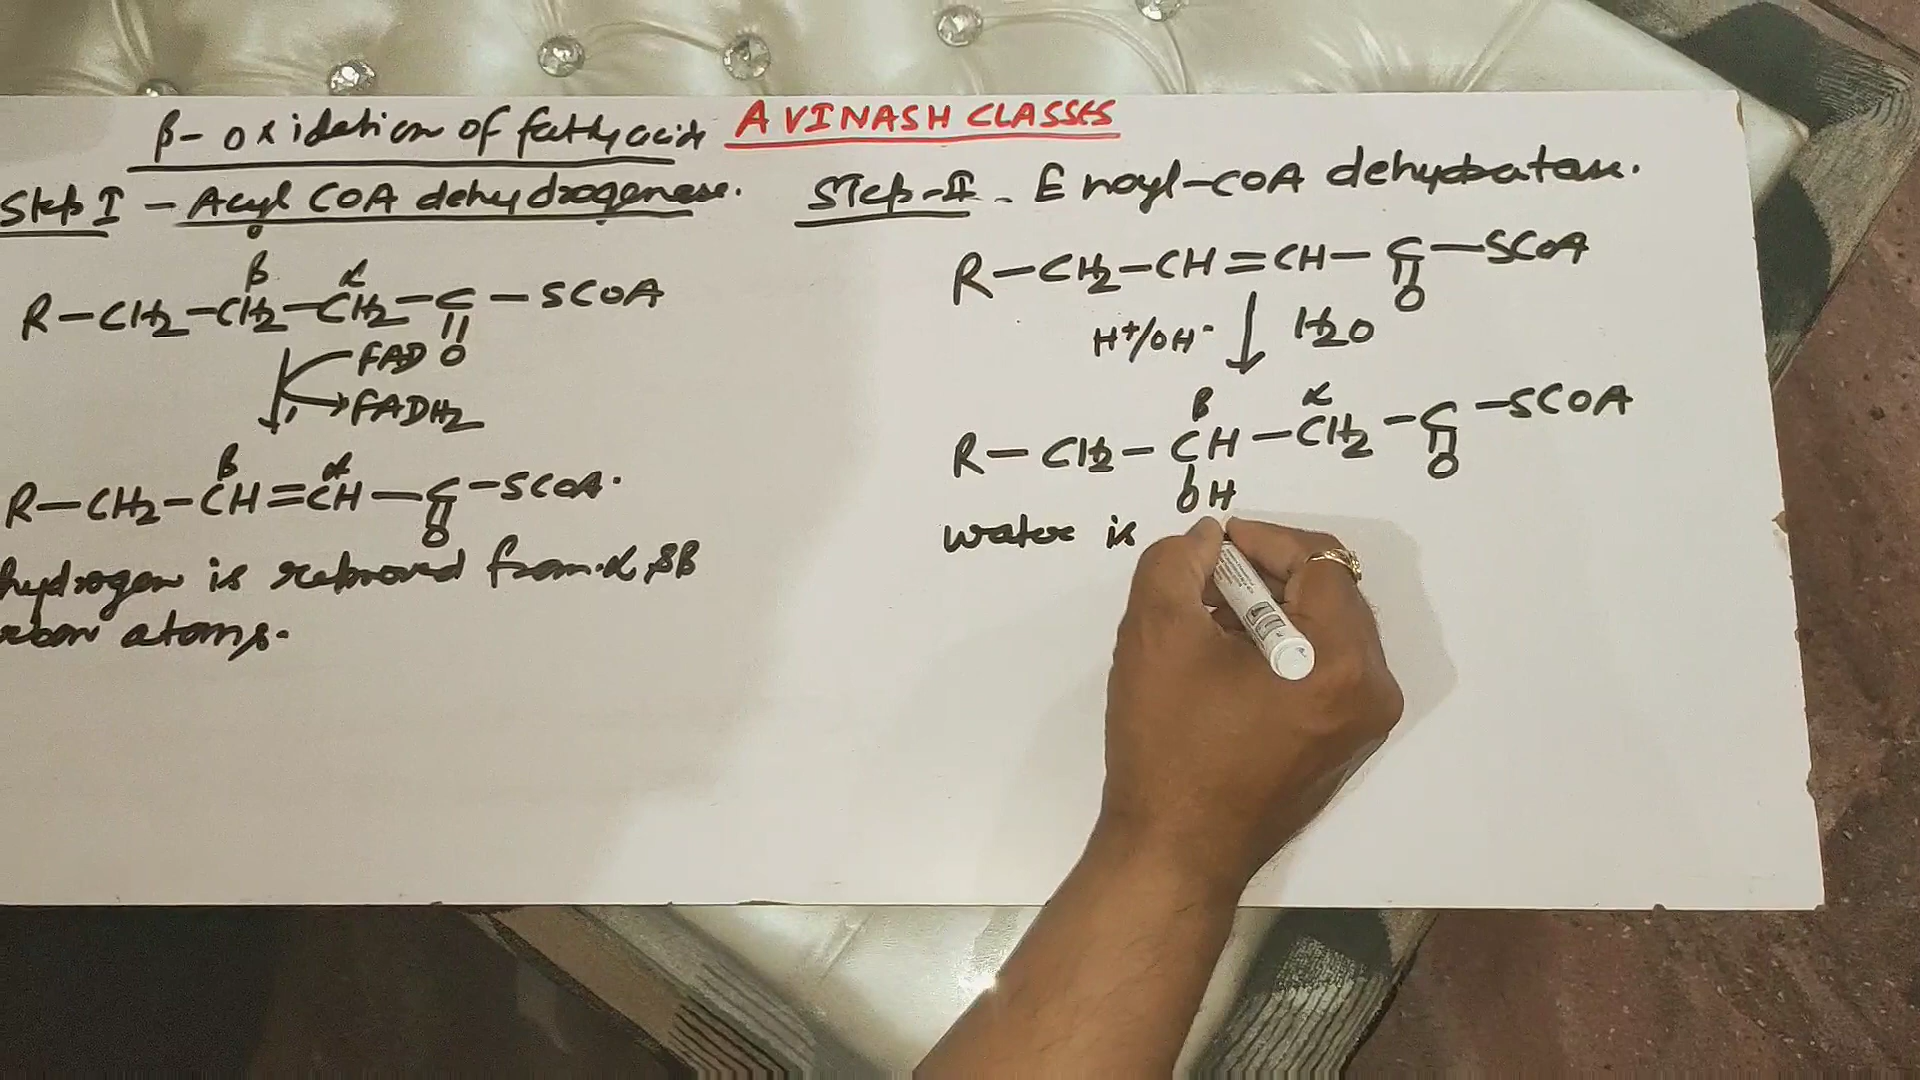 β- oxidation of fatty acids AVINASH CLASSES
Step I - Acyl COA dehydrogenase.
β α
R-CH2-CH2-CH2-C-SCOA
O
FAD
FADH2
β α
R-CH2-CH=CH-C-SCOA.
O
hydrogen is removed from α, &β
atoms.
Step-II - Enoyl-COA dehydratase.
R-CH2-CH=CH-C-SCOA
O
H+/OH- H2O
β α
R-CH2-CH-CH2-C-SCOA
OH O
water is